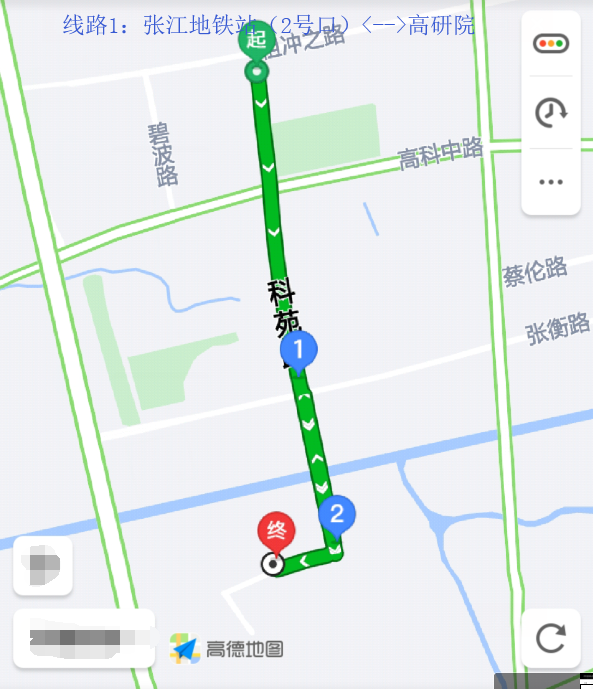 线路1：张江地铁站（2号口）<-->高研院
起
祖冲之路
碧波路
高科中路
蔡伦路
科苑
张衡路
1
2
终
高德地图